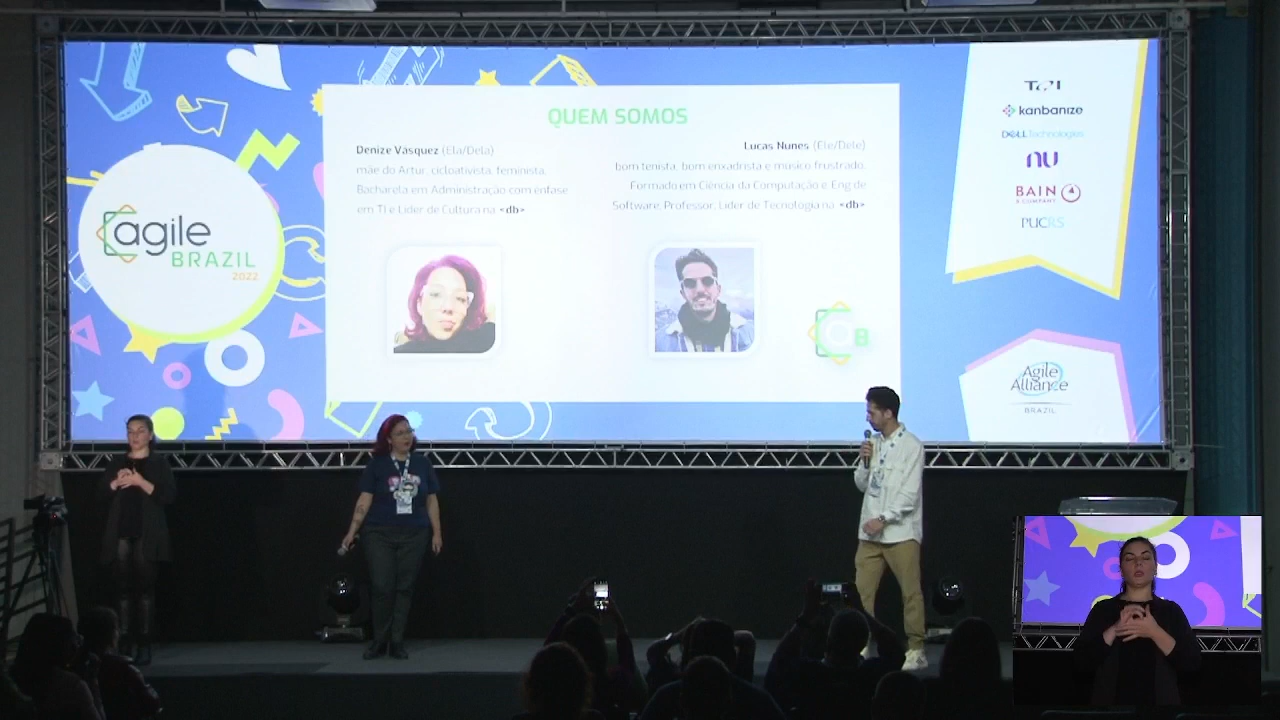 QUEM SOMOS
Denize Vasquez (Ela/Dela)
mãe do Artur, cicloativista, feminista,
Bacharela em Administração com enfase
em TI e Líder de Cultura na <db>
Lucas Nunes (Ele/Dele)
bom tenista, bom enxadrista e músico frustrado.
Formado em Ciência da Computação e Eng de
Software, Professor, Líder de Tecnologia na <db>
agile
BRAZIL
2022
kanbanize
DELL Technologies
nu
BAIN
& COMPANY
PUCRS
Agile
Alliance
BRAZIL